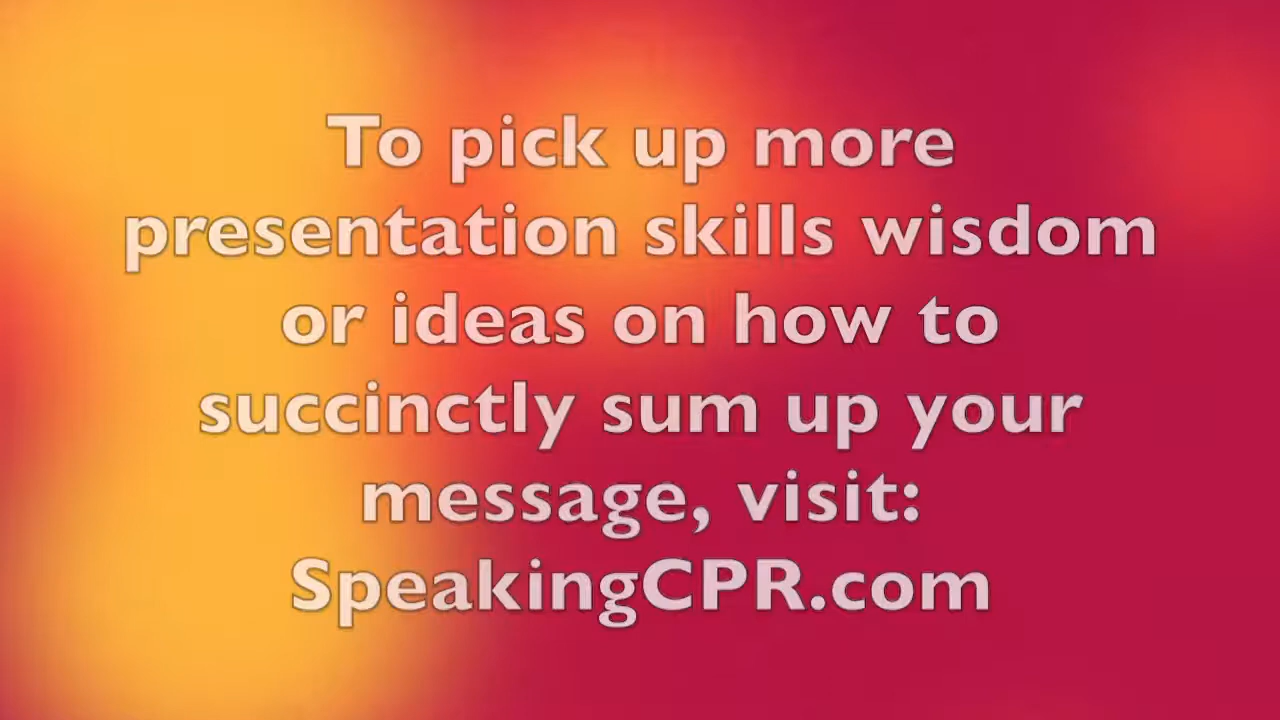 To pick up more
presentation skills wisdom
or ideas on how to
succinctly sum up your
message, visit:
SpeakingCPR.com